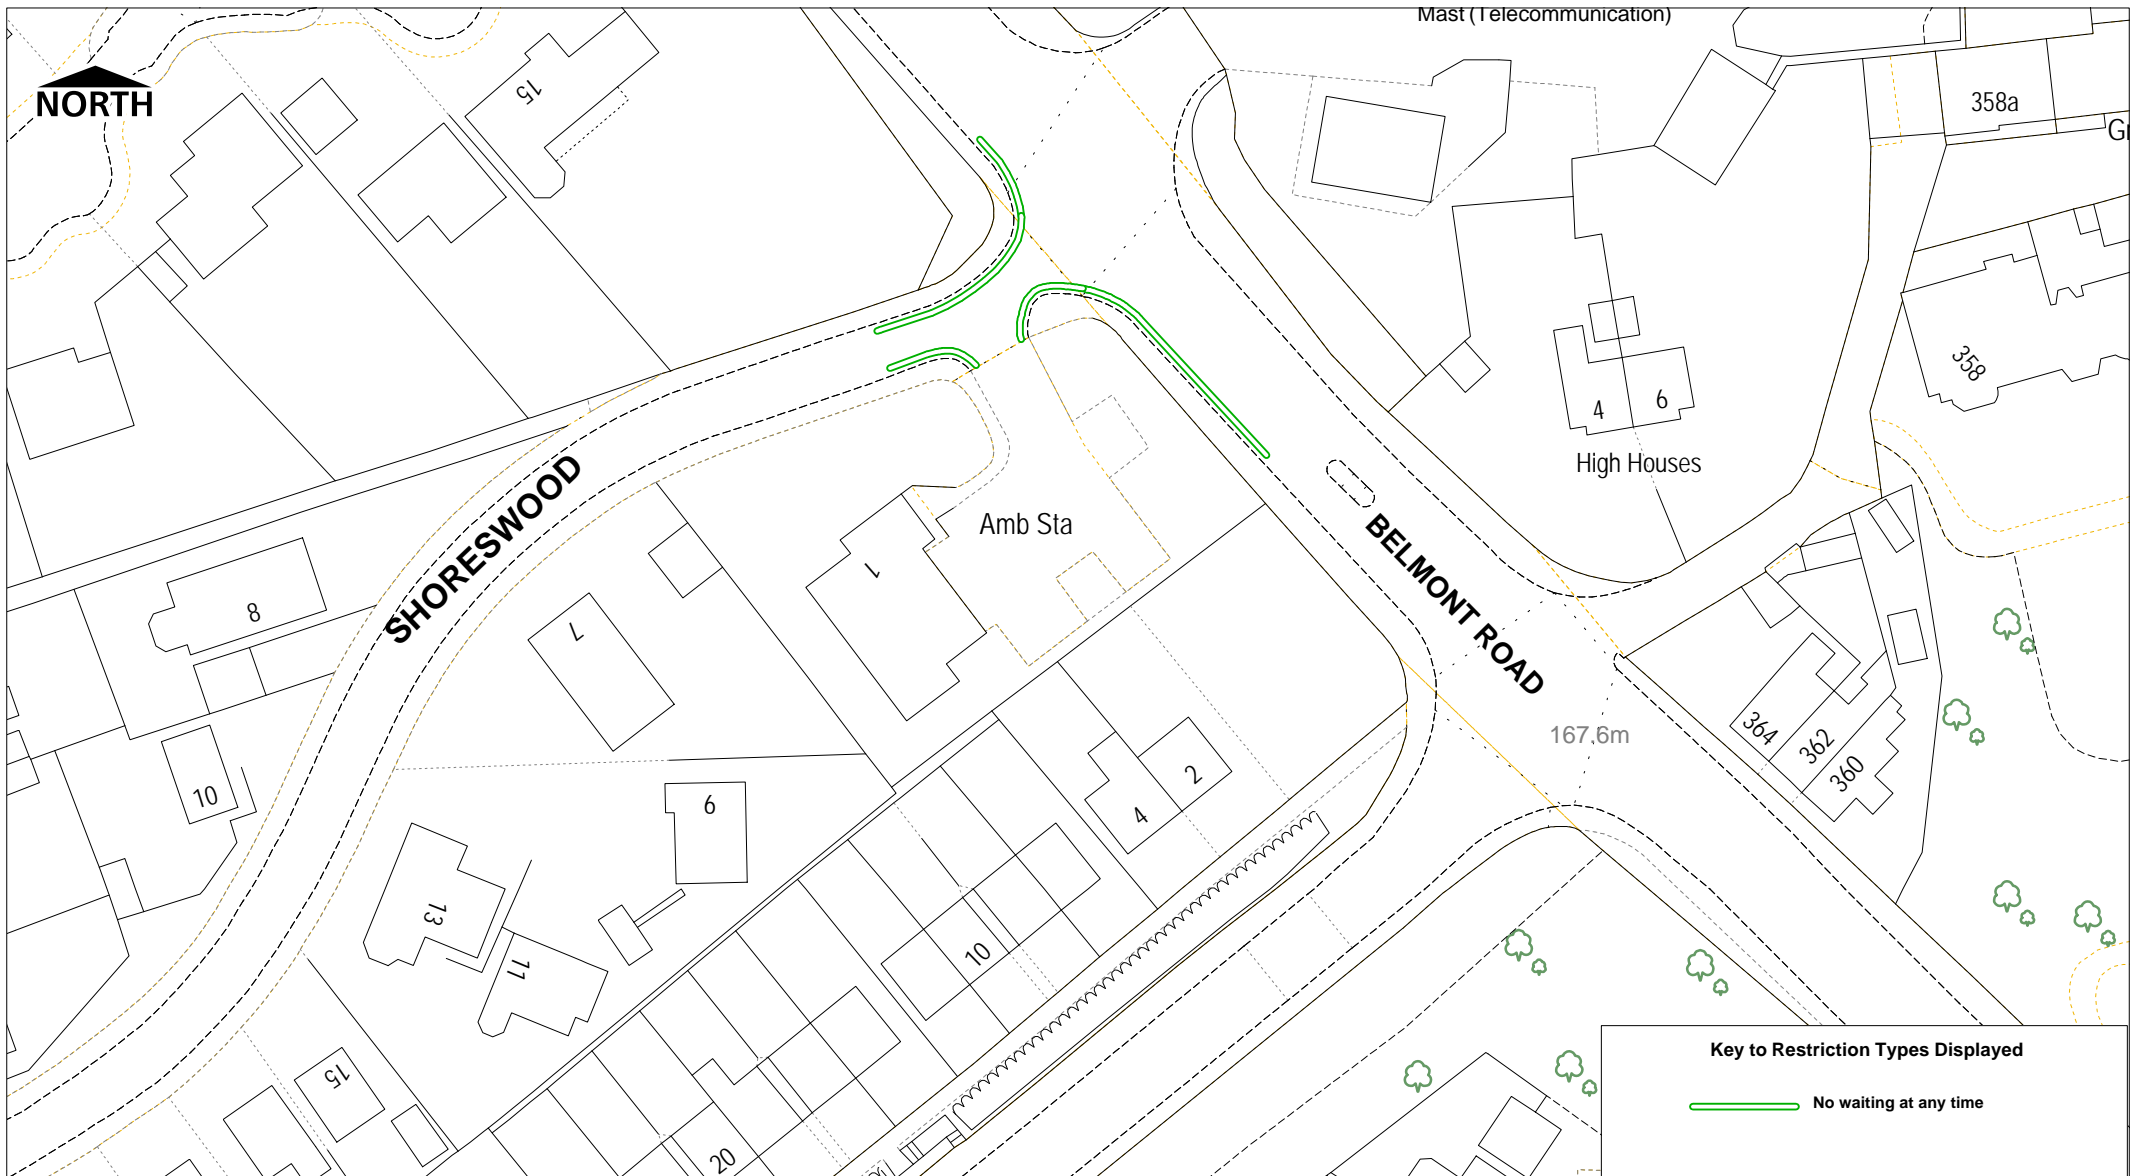 Mast (Telecommunication)
NORTH
15
358a
358
4
6
High Houses
SHORESWOOD
Amb Sta
1
BELMONT ROAD
8
7
167.6m
364
362
360
10
9
2
4
13
11
10
15
20
Key to Restriction Types Displayed
No waiting at any time